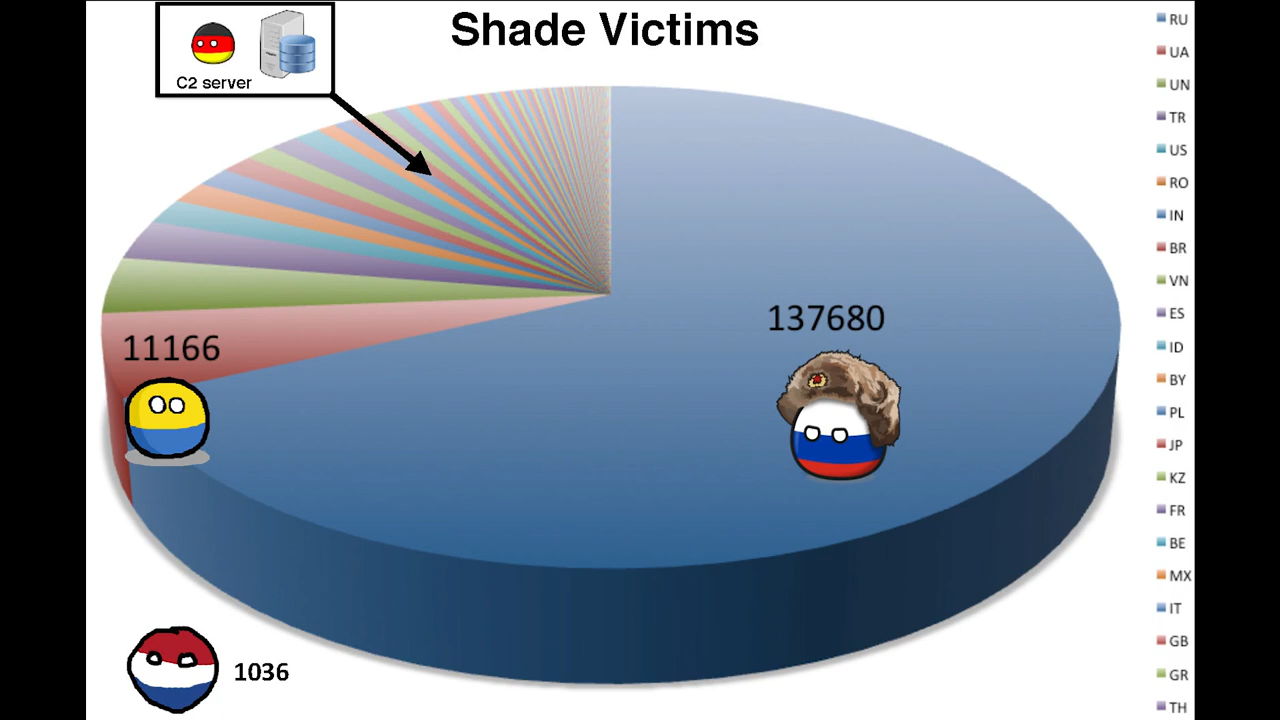 Shade Victims
C2 server
137680
11166
1036
RU
UA
UN
TR
US
RO
IN
BR
VN
ES
ID
BY
PL
JP
KZ
FR
BE
MX
IT
GB
GR
TH